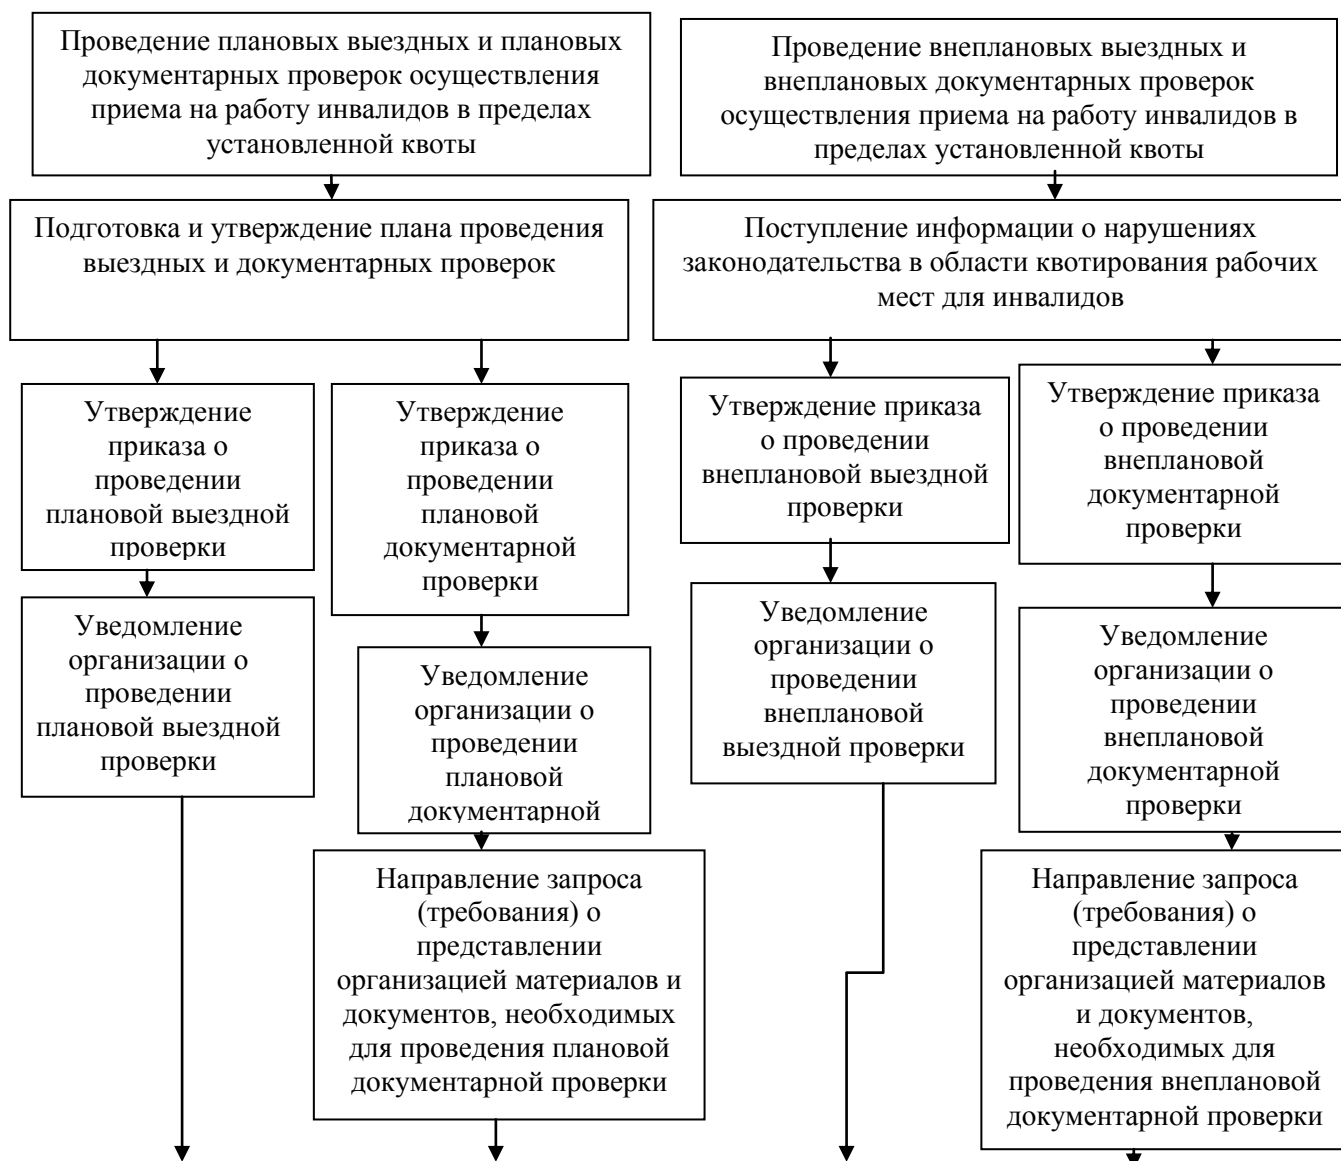 Проведение плановых выездных и плановых
документарных проверок осуществления
приема на работу инвалидов в пределах
установленной квоты
Проведение внеплановых выездных и
внеплановых документарных проверок
осуществления приема на работу инвалидов в
пределах установленной квоты
Подготовка и утверждение плана проведения
выездных и документарных проверок
Поступление информации о нарушениях
законодательства в области квотирования рабочих
мест для инвалидов
Утверждение
приказа о
проведении
плановой выездной
проверки
Утверждение
приказа о
проведении
плановой
документарной
проверки
Утверждение приказа
о проведении
внеплановой выездной
проверки
Утверждение приказа
о проведении
внеплановой
документарной
проверки
Уведомление
организации о
проведении
плановой выездной
проверки
Уведомление
организации о
проведении
плановой
документарной
Уведомление
организации о
проведении
внеплановой
выездной проверки
Уведомление
организации о
проведении
внеплановой
документарной
проверки
Направление запроса
(требования) о
представлении
организацией материалов и
документов, необходимых
для проведения плановой
документарной проверки
Направление запроса
(требования) о
представлении
организацией материалов
и документов,
необходимых для
проведения внеплановой
документарной проверки